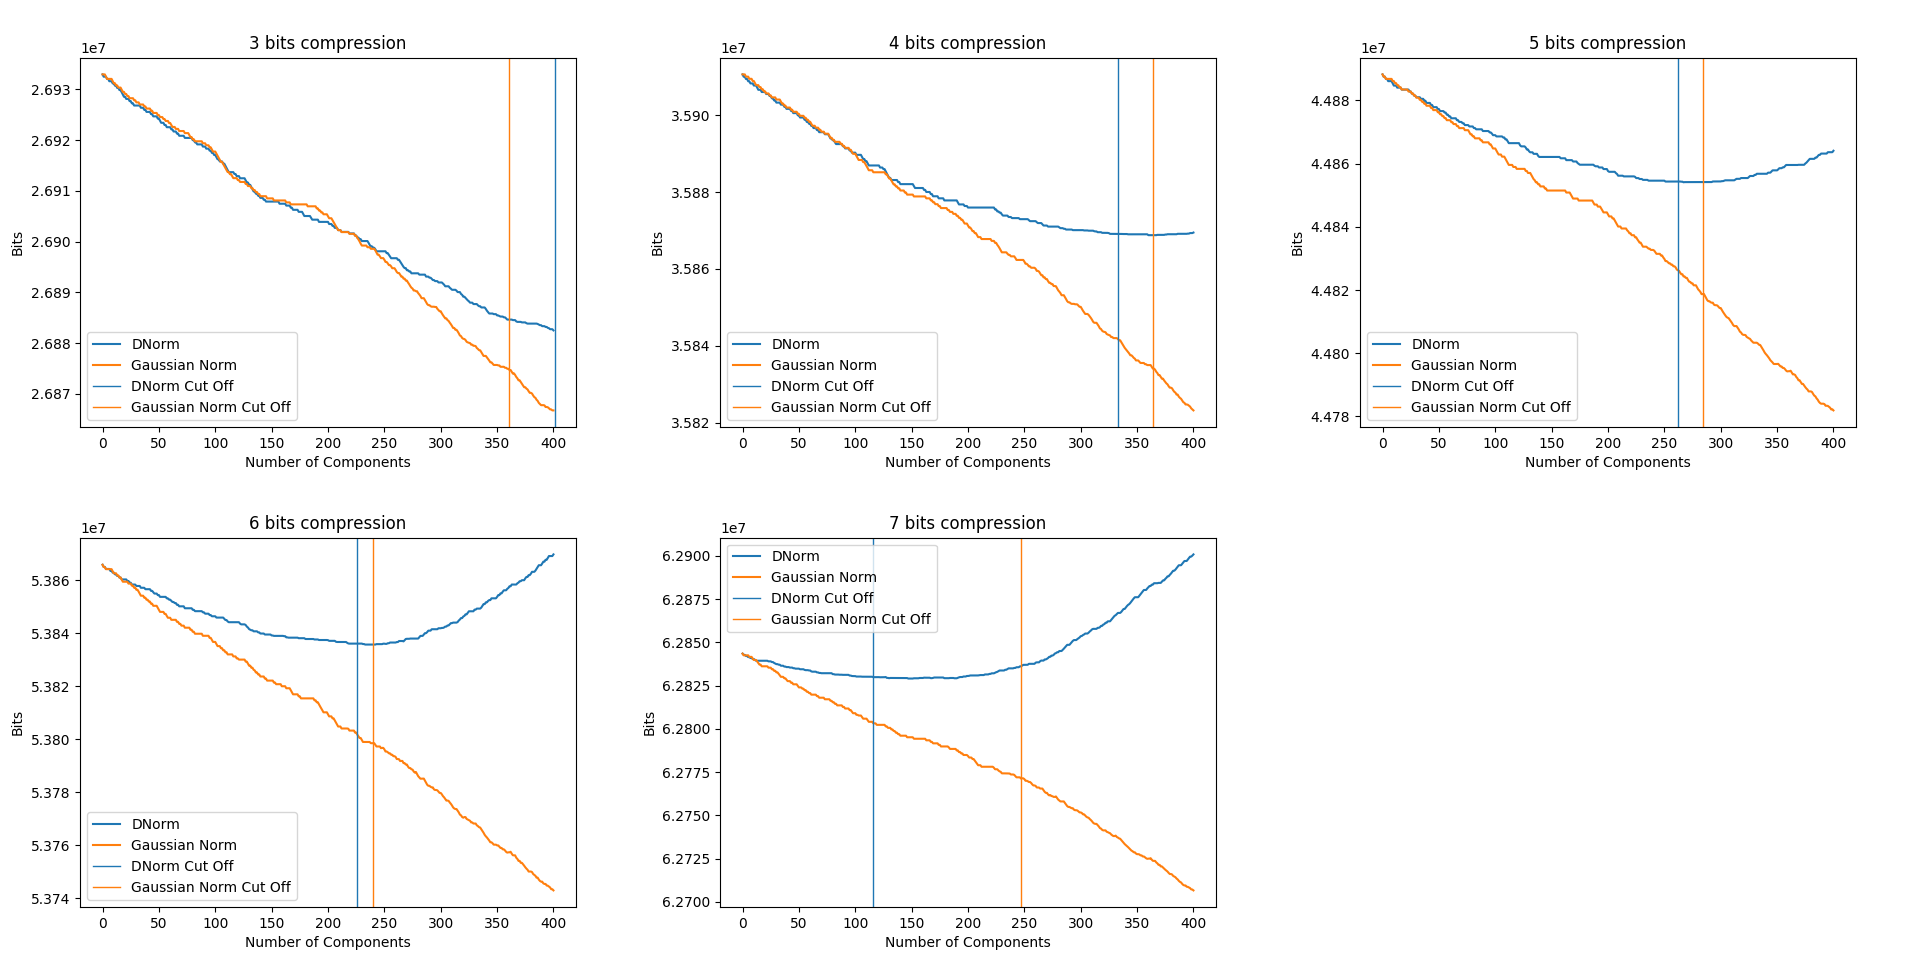 3 bits compression
1e7
2.693
2.692
2.691
2.690
2.689
2.688
2.687
Bits
DNorm
Gaussian Norm
DNorm Cut Off
Gaussian Norm Cut Off
0 50 100 150 200 250 300 350 400
Number of Components
4 bits compression
1e7
3.590
3.588
3.586
3.584
3.582
Bits
DNorm
Gaussian Norm
DNorm Cut Off
Gaussian Norm Cut Off
0 50 100 150 200 250 300 350 400
Number of Components
5 bits compression
1e7
4.488
4.486
4.484
4.482
4.480
4.478
Bits
DNorm
Gaussian Norm
DNorm Cut Off
Gaussian Norm Cut Off
0 50 100 150 200 250 300 350 400
Number of Components
6 bits compression
1e7
5.386
5.384
5.382
5.380
5.378
5.376
5.374
Bits
DNorm
Gaussian Norm
DNorm Cut Off
Gaussian Norm Cut Off
0 50 100 150 200 250 300 350 400
Number of Components
7 bits compression
1e7
6.2900
6.2875
6.2850
6.2825
6.2800
6.2775
6.2750
6.2725
6.2700
Bits
DNorm
Gaussian Norm
DNorm Cut Off
Gaussian Norm Cut Off
0 50 100 150 200 250 300 350 400
Number of Components